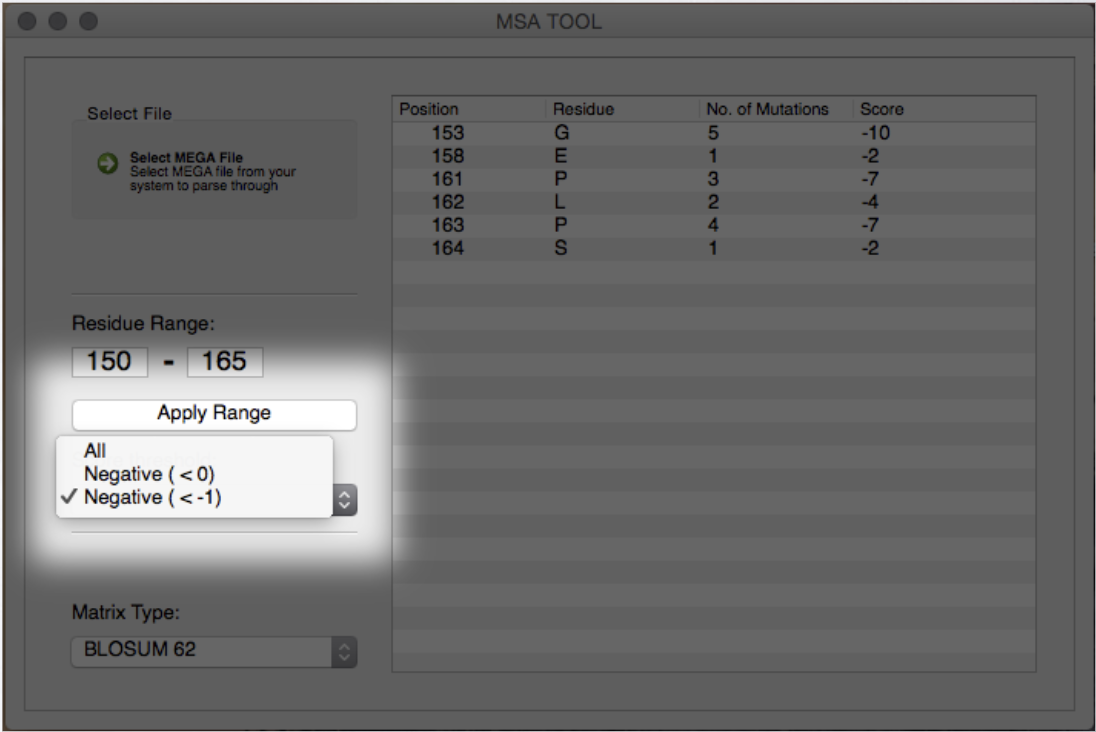 MSA TOOL
Select File
Select MEGA File
Select MEGA file from your
system to parse through
Residue Range:
150 - 165
Apply Range
All
Negative ( < 0)
✓ Negative ( < -1)
Matrix Type:
BLOSUM 62
Position Residue No. of Mutations Score
153 G 5 -10
158 E 1 -2
161 P 3 -7
162 L 2 -4
163 P 4 -7
164 S 1 -2